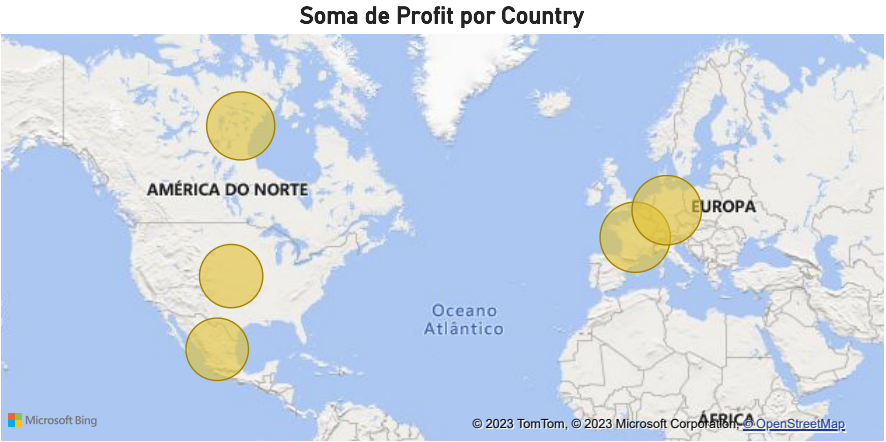 Soma de Profit por Country
AMÉRICA DO NORTE
EUROPA
Oceano
Atlântico
ÁFRICA
Microsoft Bing
© 2023 TomTom, © 2023 Microsoft Corporation, © OpenStreetMap